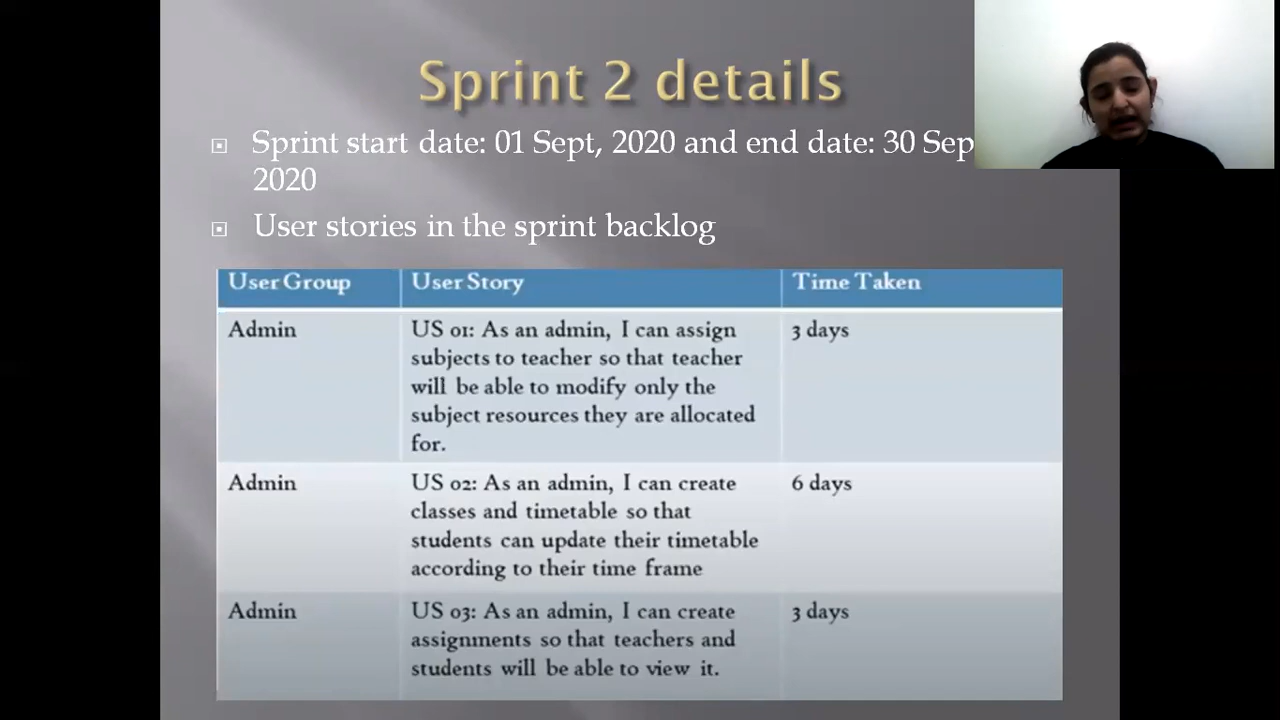 Sprint 2 details
Sprint start date: 01 Sept, 2020 and end date: 30 Sep
2020
User stories in the sprint backlog
User Group User Story Time Taken
Admin US 01: As an admin, I can assign 3 days
subjects to teacher so that teacher
will be able to modify only the
subject resources they are allocated
for.
Admin US 02: As an admin, I can create 6 days
classes and timetable so that
students can update their timetable
according to their time frame
Admin US 03: As an admin, I can create 3 days
assignments so that teachers and
students will be able to view it.